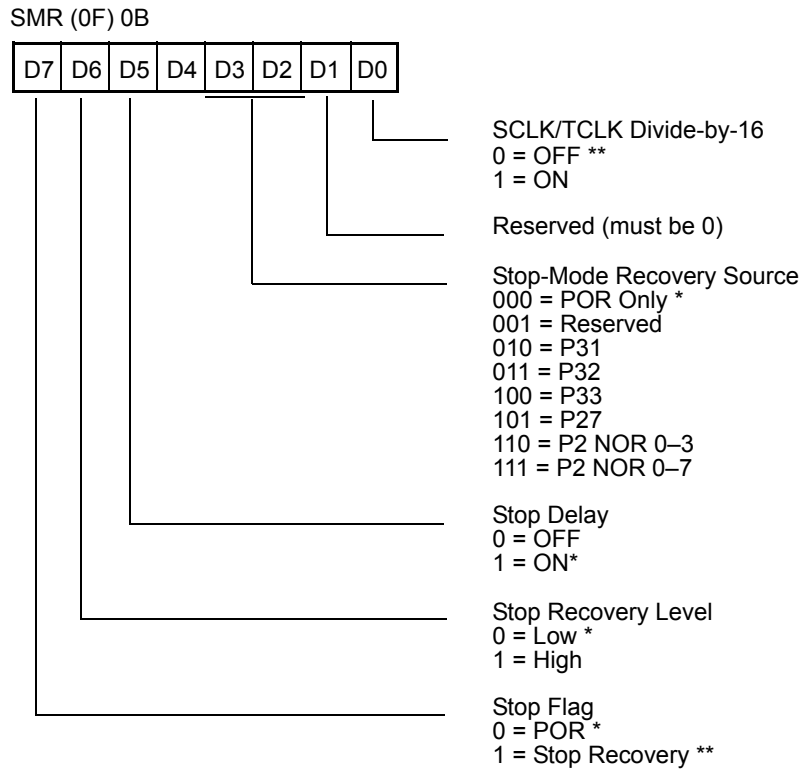 SMR (0F) 0B
D7 D6 D5 D4 D3 D2 D1 D0
SCLK/TCLK Divide-by-16
0 = OFF **
1 = ON
Reserved (must be 0)
Stop-Mode Recovery Source
000 = POR Only *
001 = Reserved
010 = P31
011 = P32
100 = P33
101 = P27
110 = P2 NOR 0–3
111 = P2 NOR 0–7
Stop Delay
0 = OFF
1 = ON*
Stop Recovery Level
0 = Low *
1 = High
Stop Flag
0 = POR *
1 = Stop Recovery **